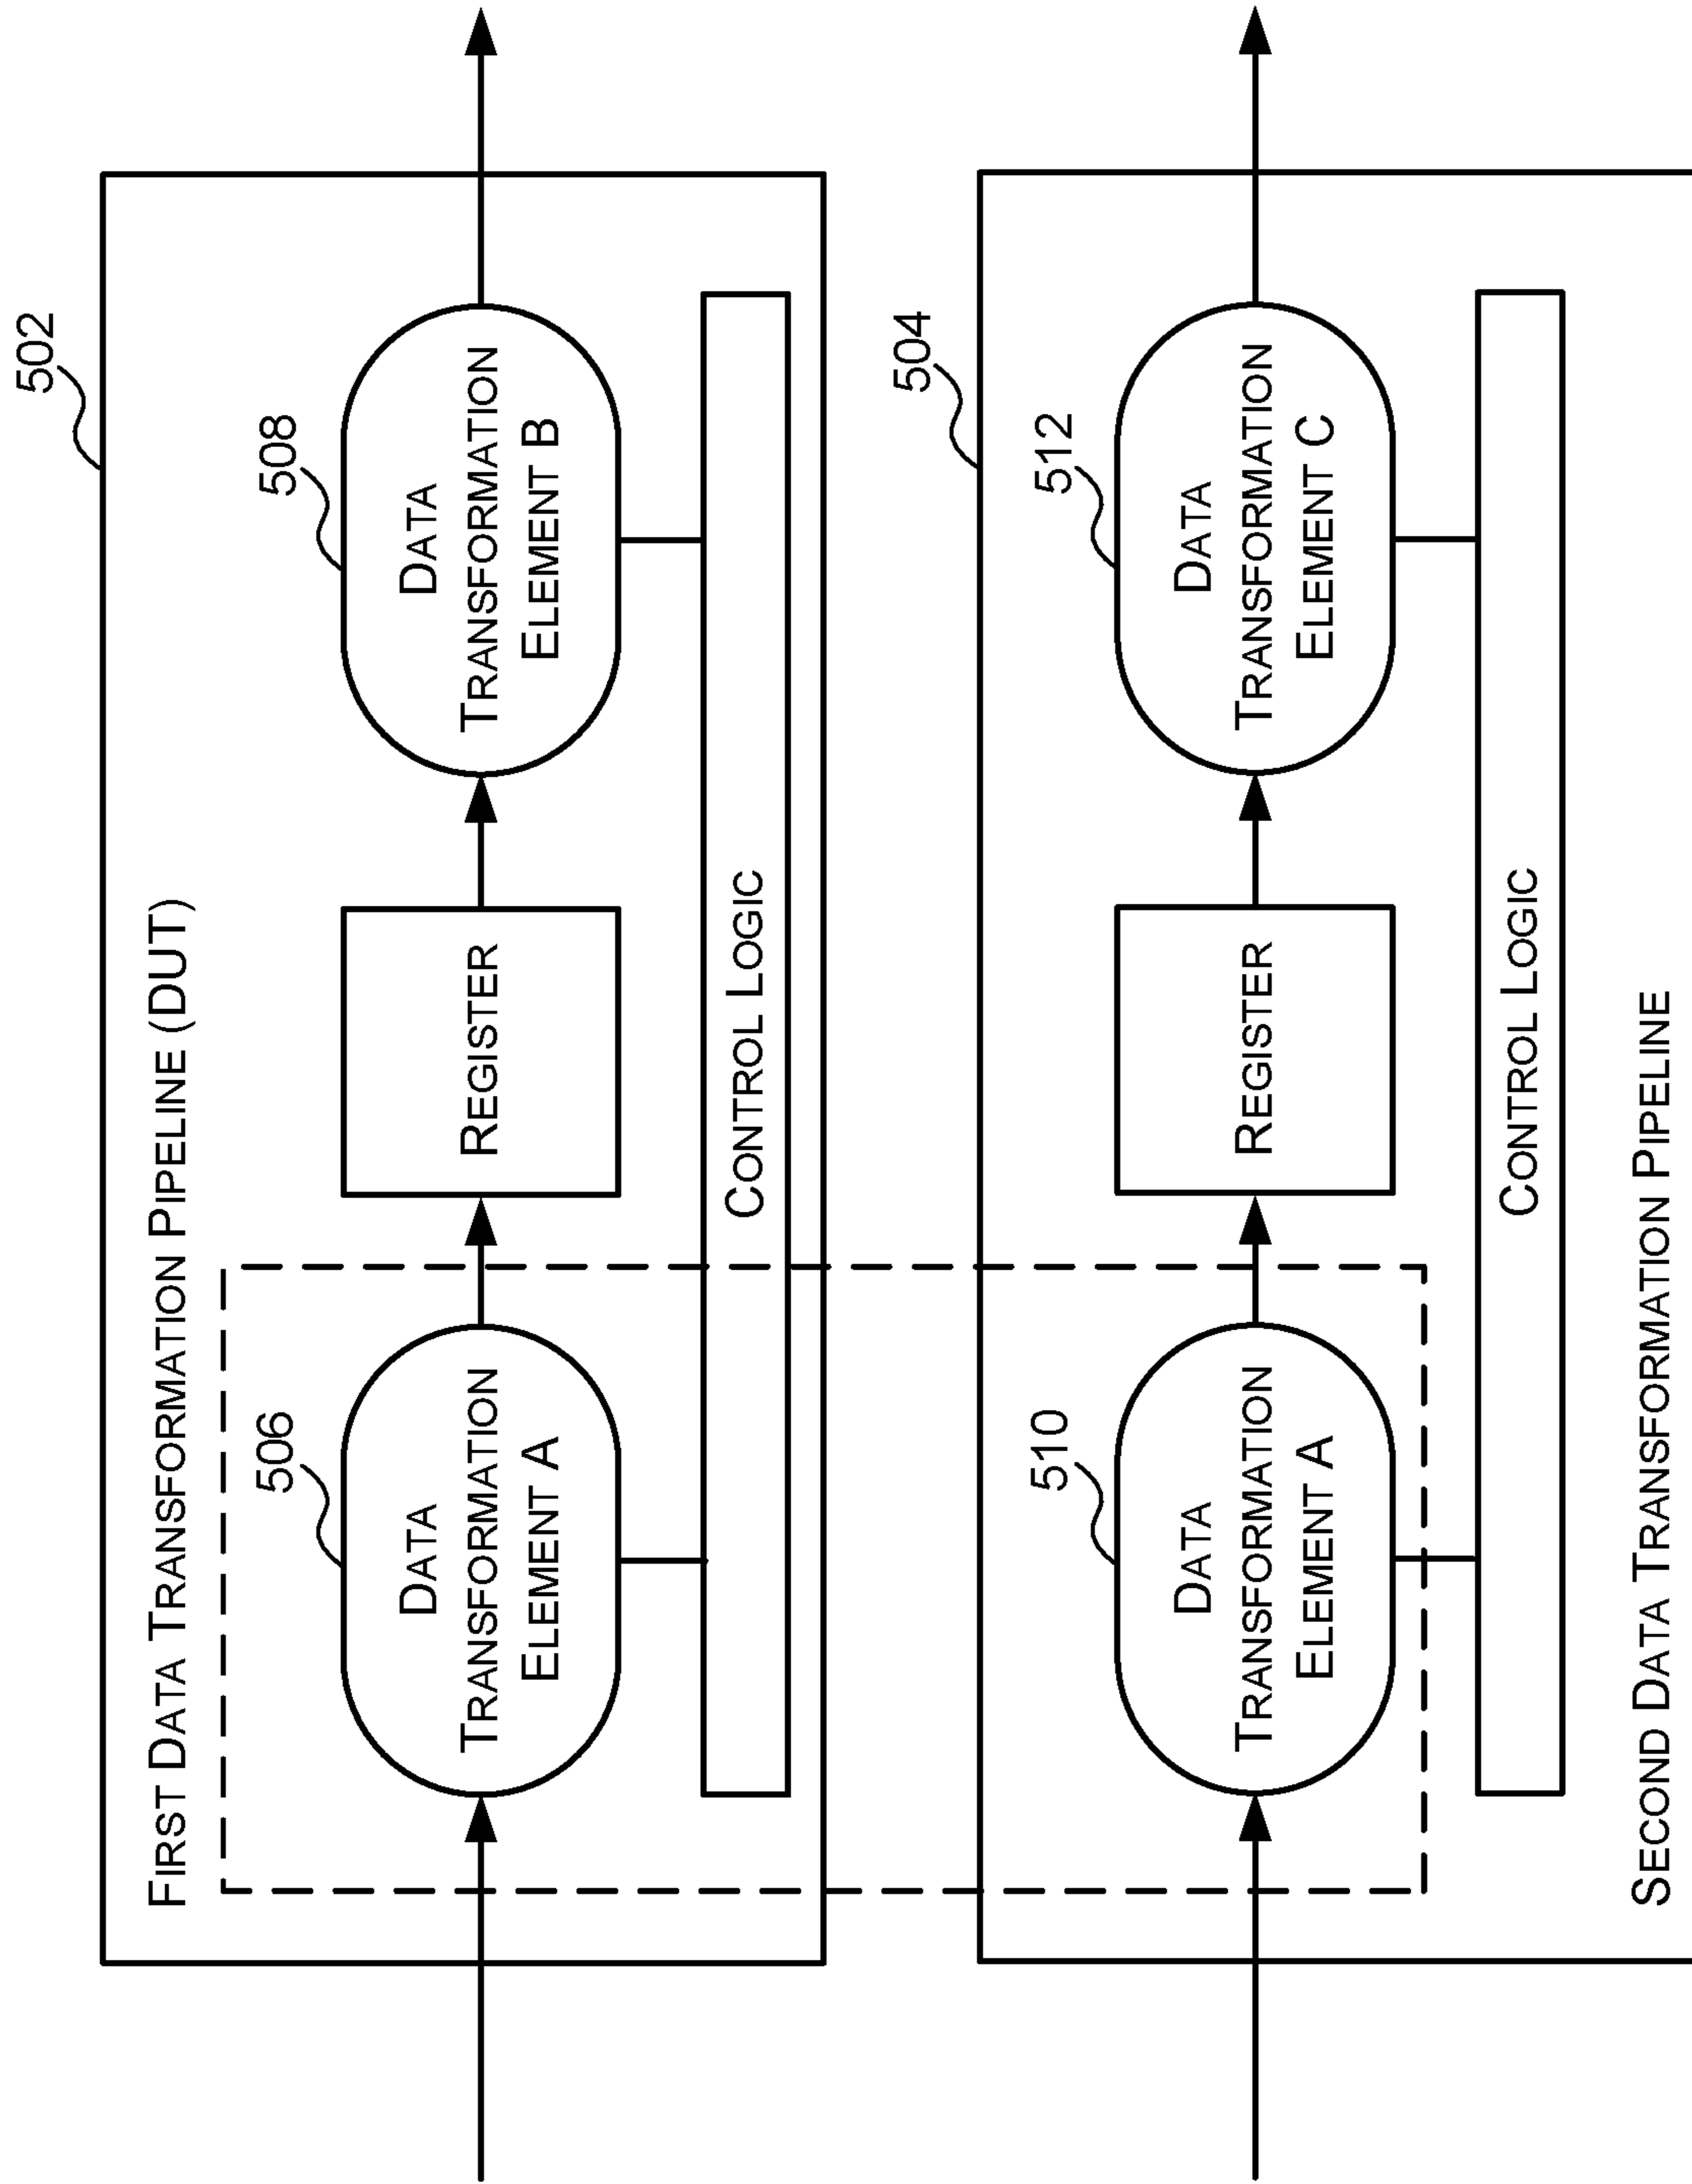 502
FIRST DATA TRANSFORMATION PIPELINE (DUT)
506
DATA
TRANSFORMATION
ELEMENT A
REGISTER
508
DATA
TRANSFORMATION
ELEMENT B
CONTROL LOGIC
504
510
DATA
TRANSFORMATION
ELEMENT A
REGISTER
512
DATA
TRANSFORMATION
ELEMENT C
CONTROL LOGIC
SECOND DATA TRANSFORMATION PIPELINE